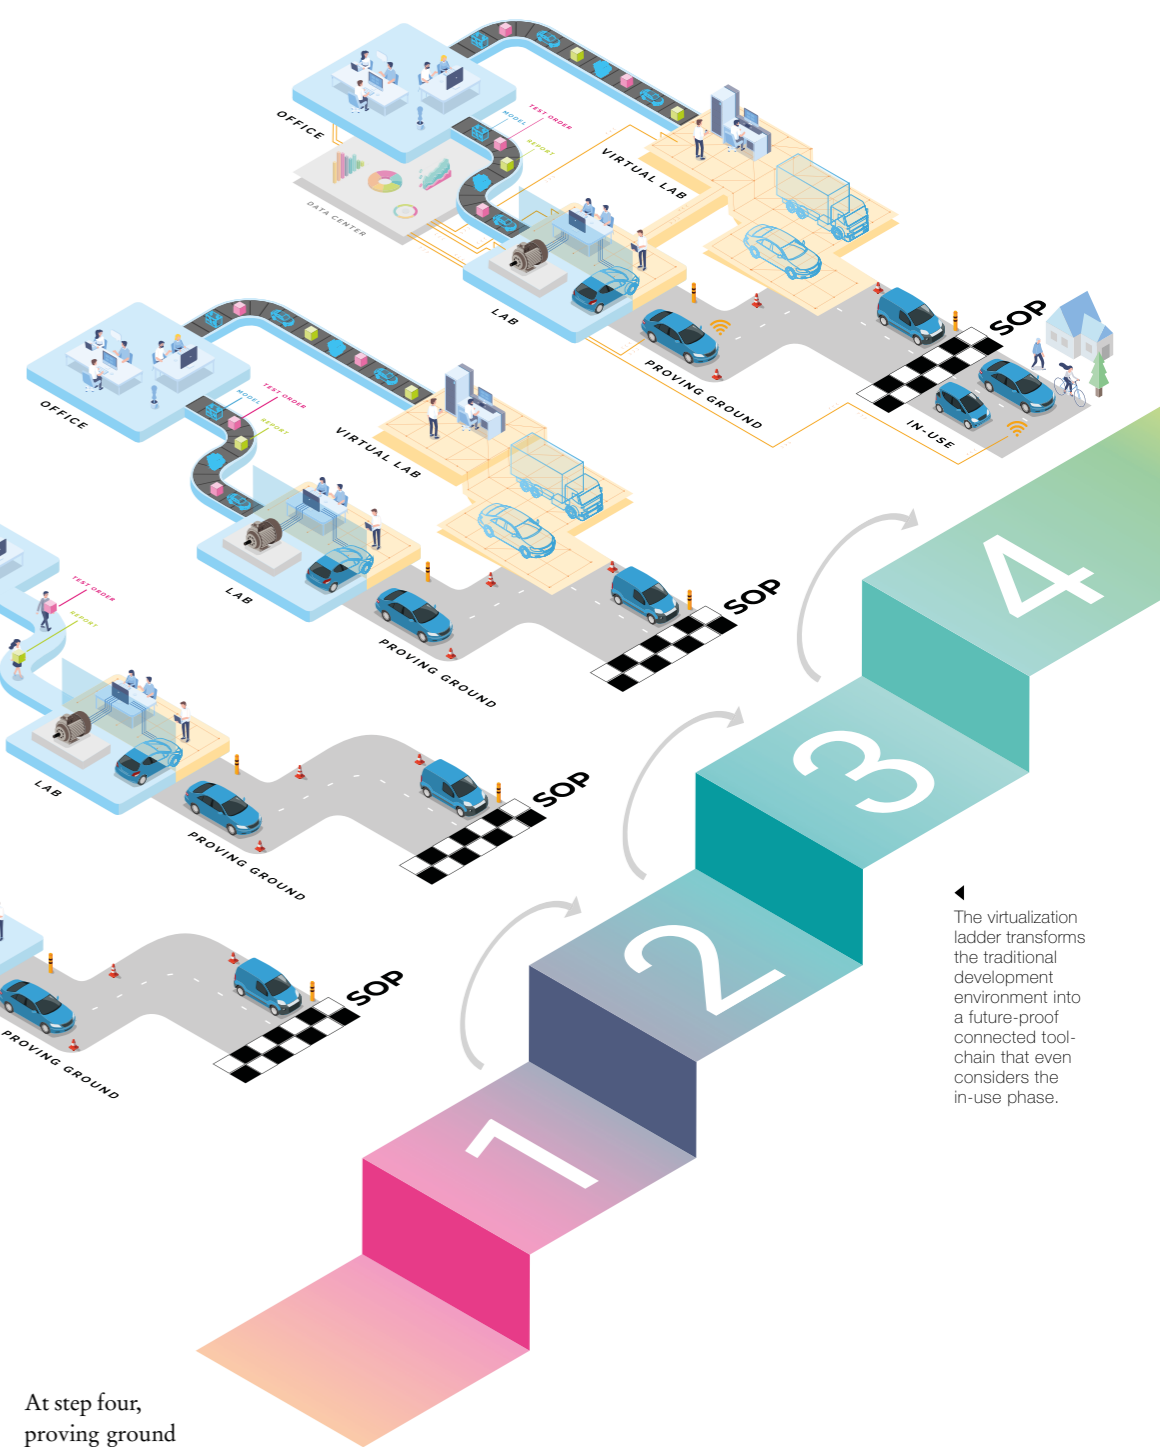 OFFICE
MODEL
TEST ORDER
REPORT
VIRTUAL LAB
DATA CENTER
LAB
PROVING GROUND
SOP
IN-USE
OFFICE
MODEL
TEST ORDER
REPORT
VIRTUAL LAB
LAB
PROVING GROUND
SOP
4
TEST ORDER
REPORT
LAB
PROVING GROUND
SOP
3
PROVING GROUND
SOP
2
1
The virtualization
ladder transforms
the traditional
development
environment into
a future-proof
connected tool-
chain that even
considers the
in-use phase.
At step four,
proving ground